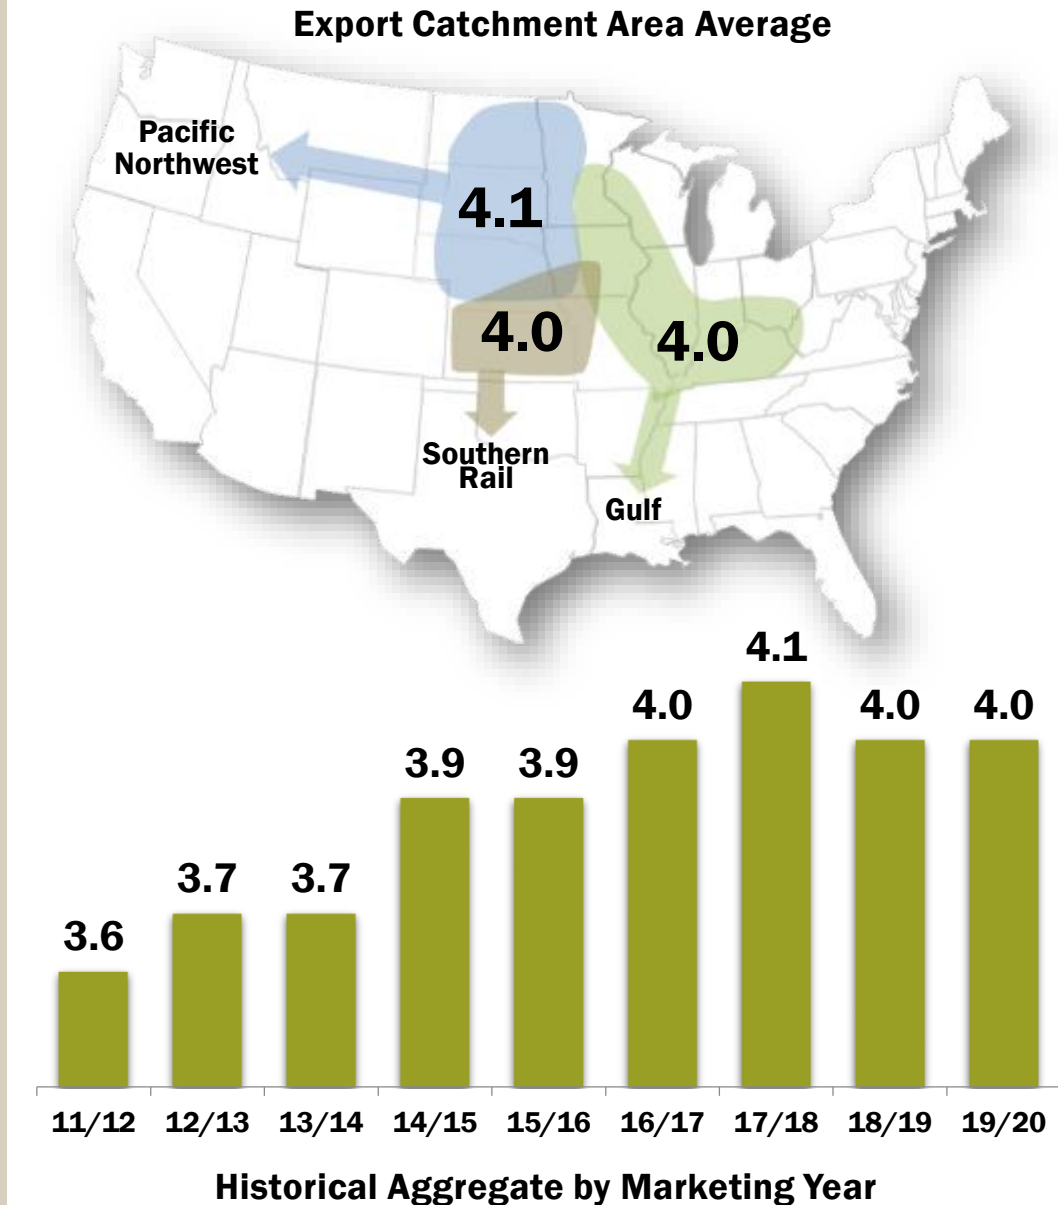 Export Catchment Area Average
Pacific
Northwest
4.1
4.0
4.0
Southern
Rail
Gulf
4.1
4.0
4.0
4.0
3.9
3.9
3.7
3.7
3.6
11/12 12/13 13/14 14/15 15/16 16/17 17/18 18/19 19/20
Historical Aggregate by Marketing Year